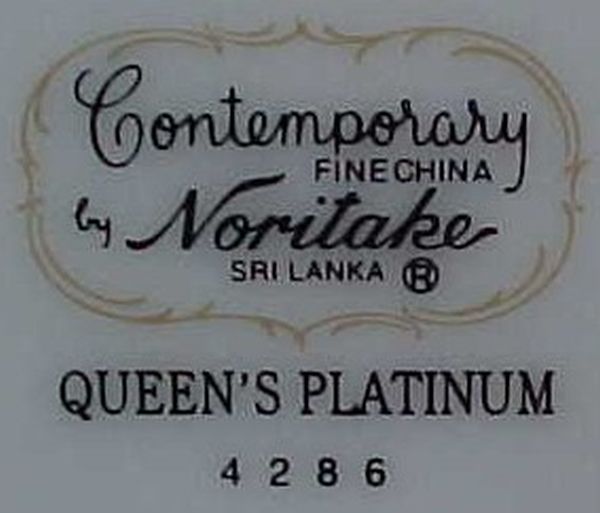 Contemporary
FINE CHINA
by Noritake
SRI LANKA ®
QUEEN'S PLATINUM
4286